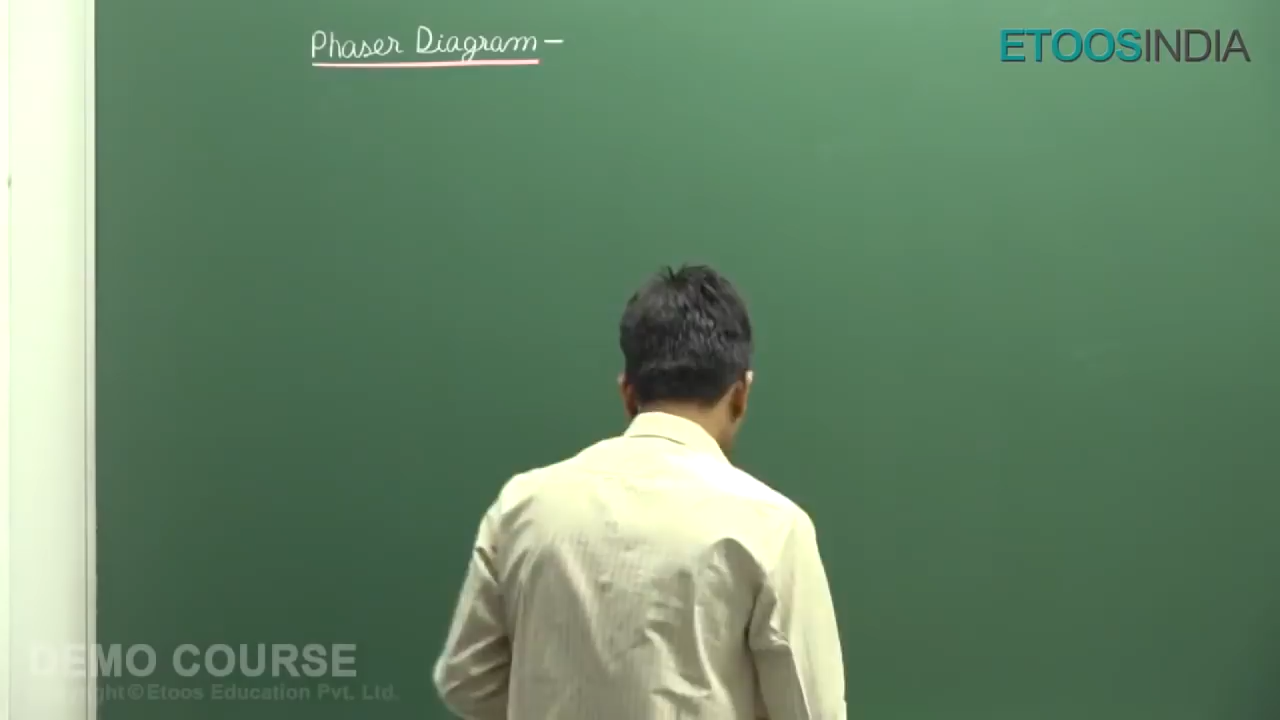 Phaser Diagram-
ETOOSINDIA
DEMO COURSE
Copyright © Etoos Education Pvt. Ltd.